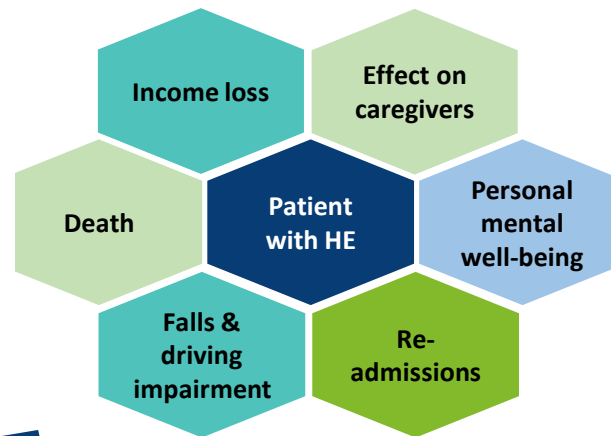 Income loss
Effect on
caregivers
Death
Patient
with HE
Personal
mental
well-being
Falls &
driving
impairment
Re-
admissions